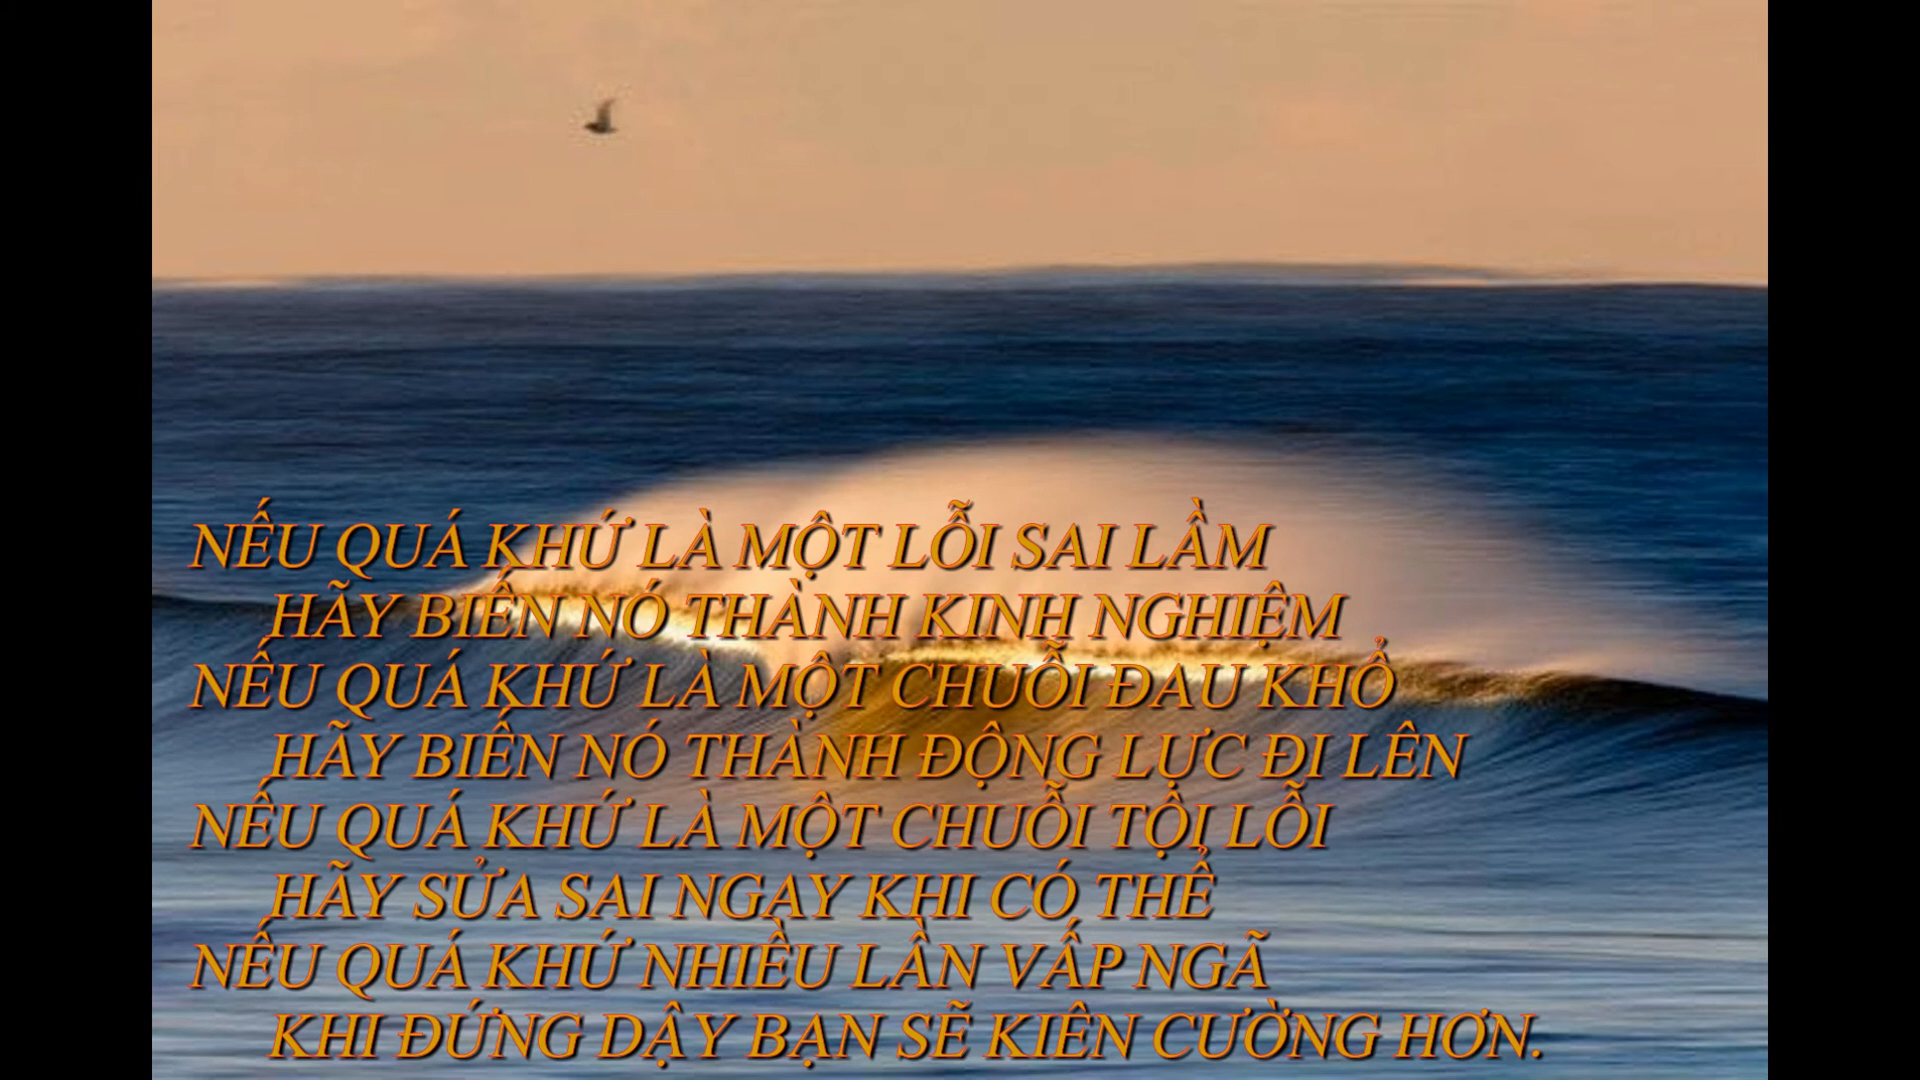 NẾU QUÁ KHỨ LÀ MỘT LỖI SAI LẦM
HÃY BIẾN NÓ THÀNH KINH NGHIỆM
NẾU QUÁ KHỨ LÀ MỘT CHUỖI ĐAU KHỔ
HÃY BIẾN NÓ THÀNH ĐỘNG LỰC ĐI LÊN
NẾU QUÁ KHỨ LÀ MỘT CHUỖI TỘI LỖI
HÃY SỬA SAI NGAY KHI CÓ THỂ
NẾU QUÁ KHỨ NHIỀU LẦN VẤP NGÃ
KHI ĐỨNG DẬY BẠN SẼ KIÊN CƯỜNG HƠN.